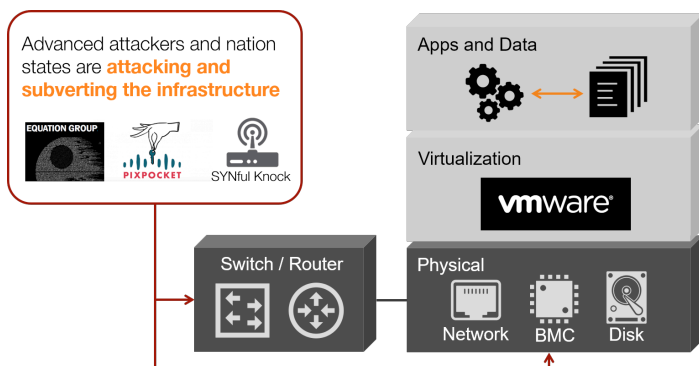 Advanced attackers and nation
states are attacking and
subverting the infrastructure
EQUATION GROUP
PIXPOCKET
SYNful Knock
Apps and Data
Virtualization
vmware®
Switch / Router
Physical
Network
BMC
Disk